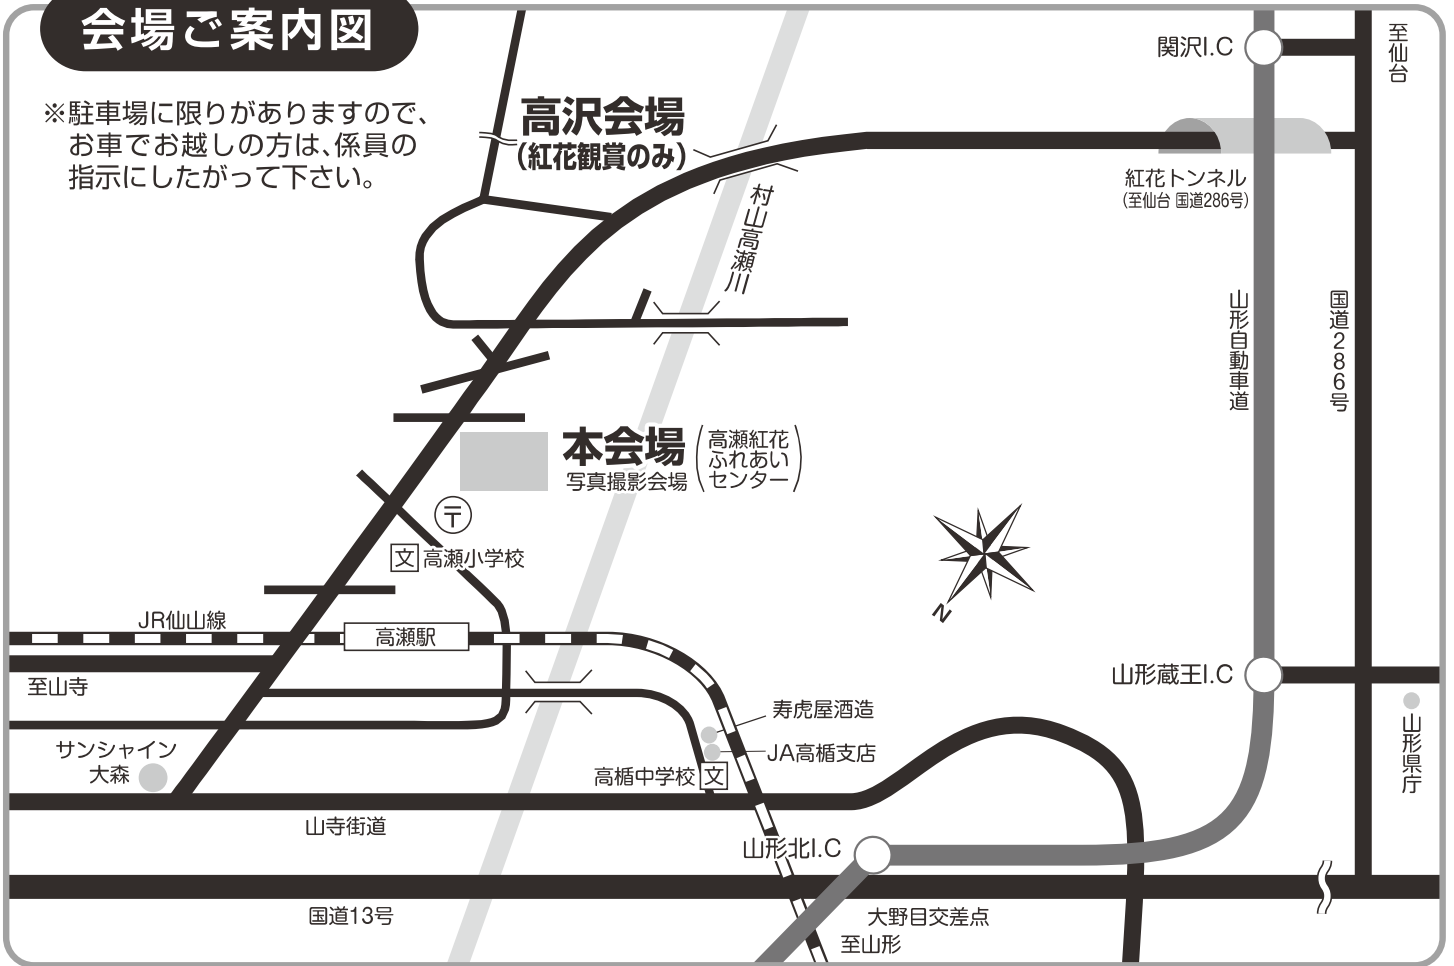 会場ご案内図
※駐車場に限りがありますので、
お車でお越しの方は、係員の
指示にしたがって下さい。
高沢会場
(紅花観賞のみ)
関沢I.C
至仙台
紅花トンネル
(至仙台 国道286号)
村山高瀬川
山形自動車道
国道286号
本会場
写真撮影会場
(高瀬紅花
ふれあい
センター)
〒
文 高瀬小学校
N
JR仙山線
高瀬駅
至山寺
山形蔵王I.C
山形県庁
寿虎屋酒造
JA高楯支店
高楯中学校 文
サンシャイン
大森
山寺街道
山形北I.C
国道13号
大野目交差点
至山形